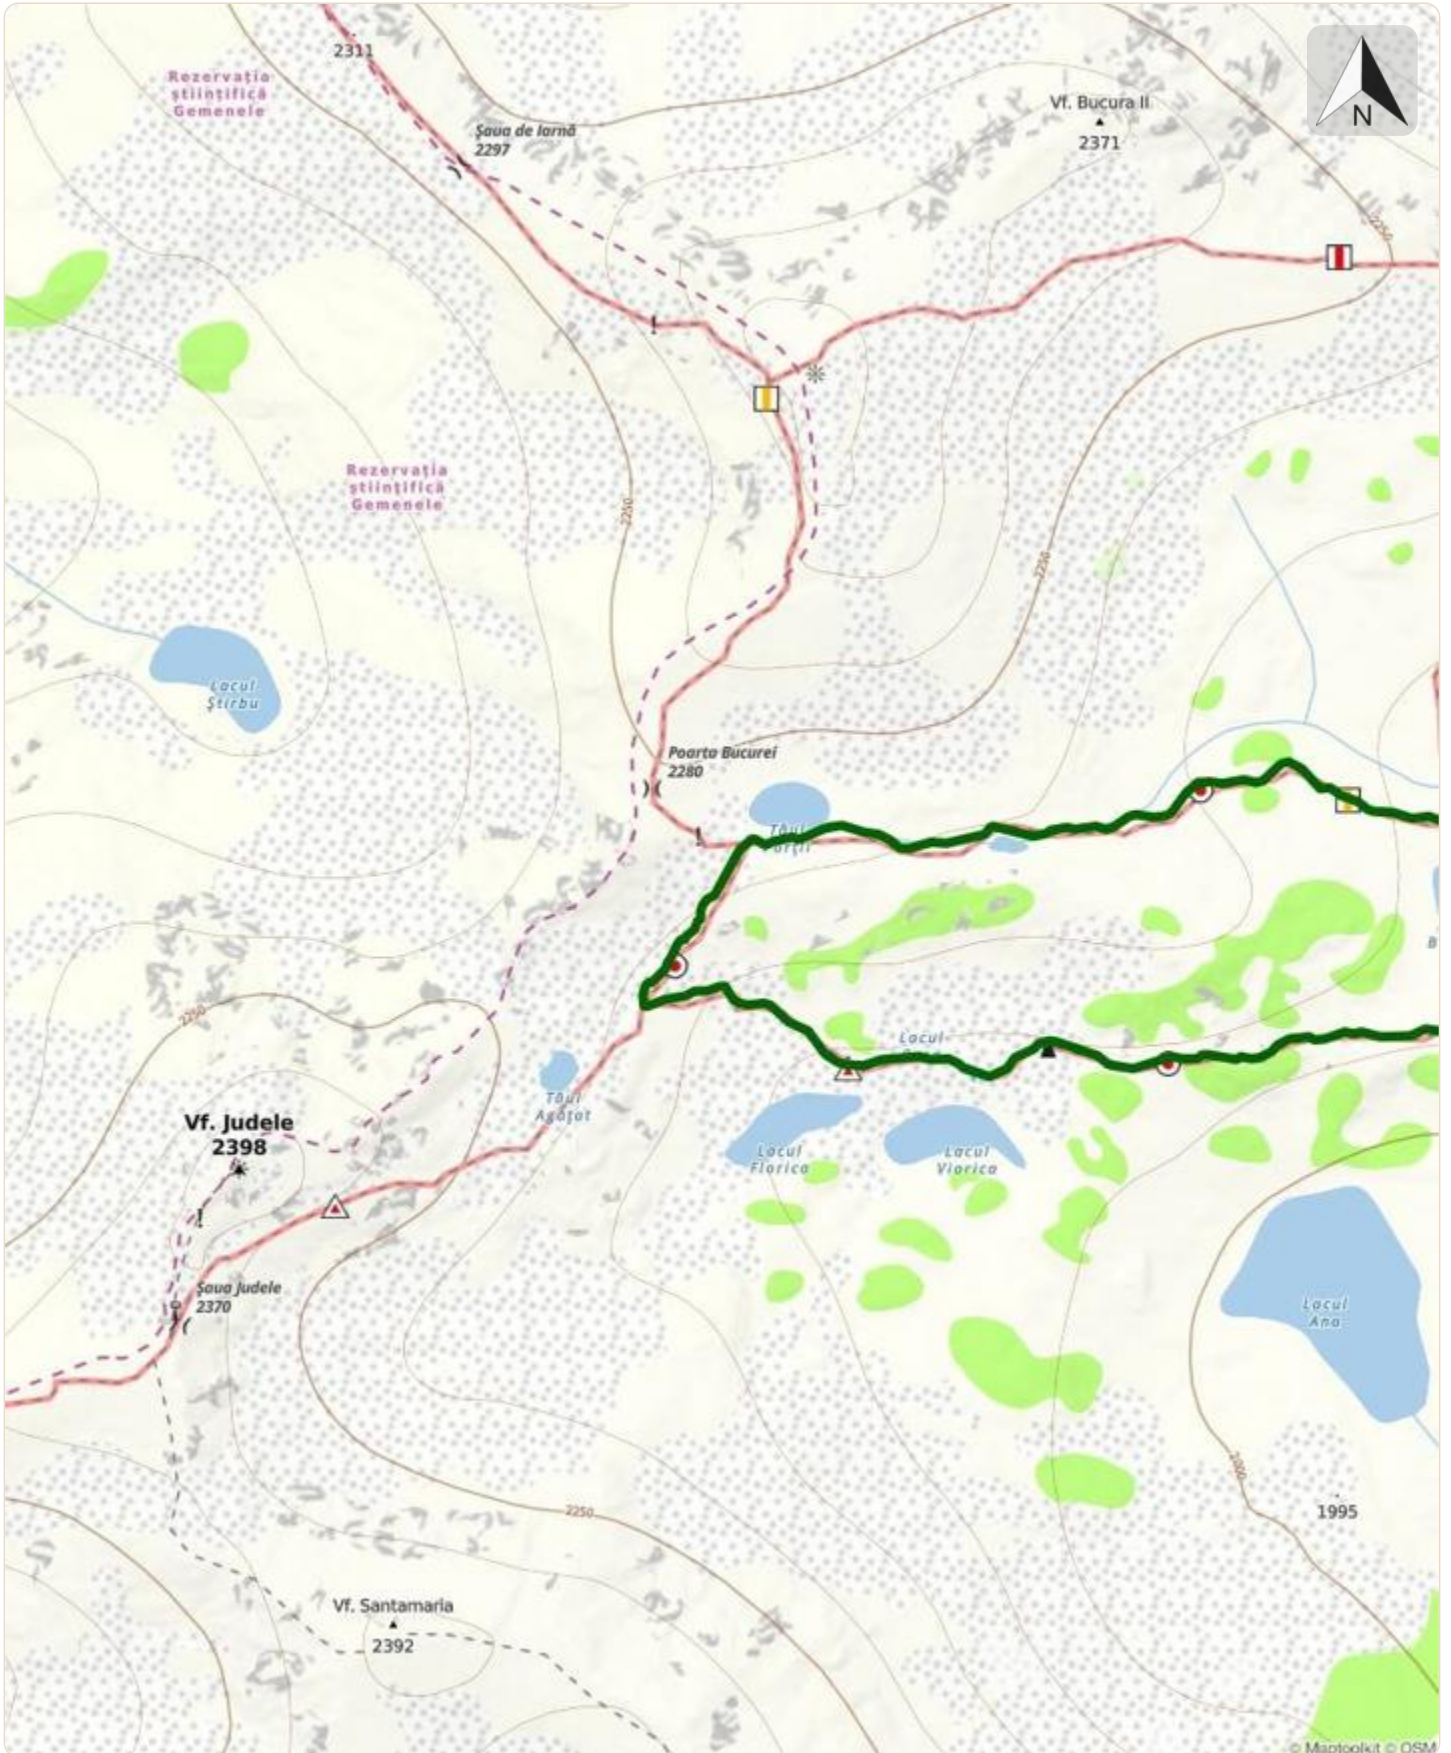 2311
Rezervația
științifică
Gemenele
N
Vf. Bucura II
2371
Șaua de Iarnă
2297
2250
Rezervația
științifică
Gemenele
2250
2250
Lacul
Știrbu
Poarta Bucurei
2280
Tăul
B
2250
Lacul
Tăul
Agățat
Vf. Judele
2398
Lacul
Florica
Lacul
Viorica
Șaua Judele
2370
Lacul
Ana
2000
2250
1995
Vf. Santamaria
2392
© Maptoolkit © OSM